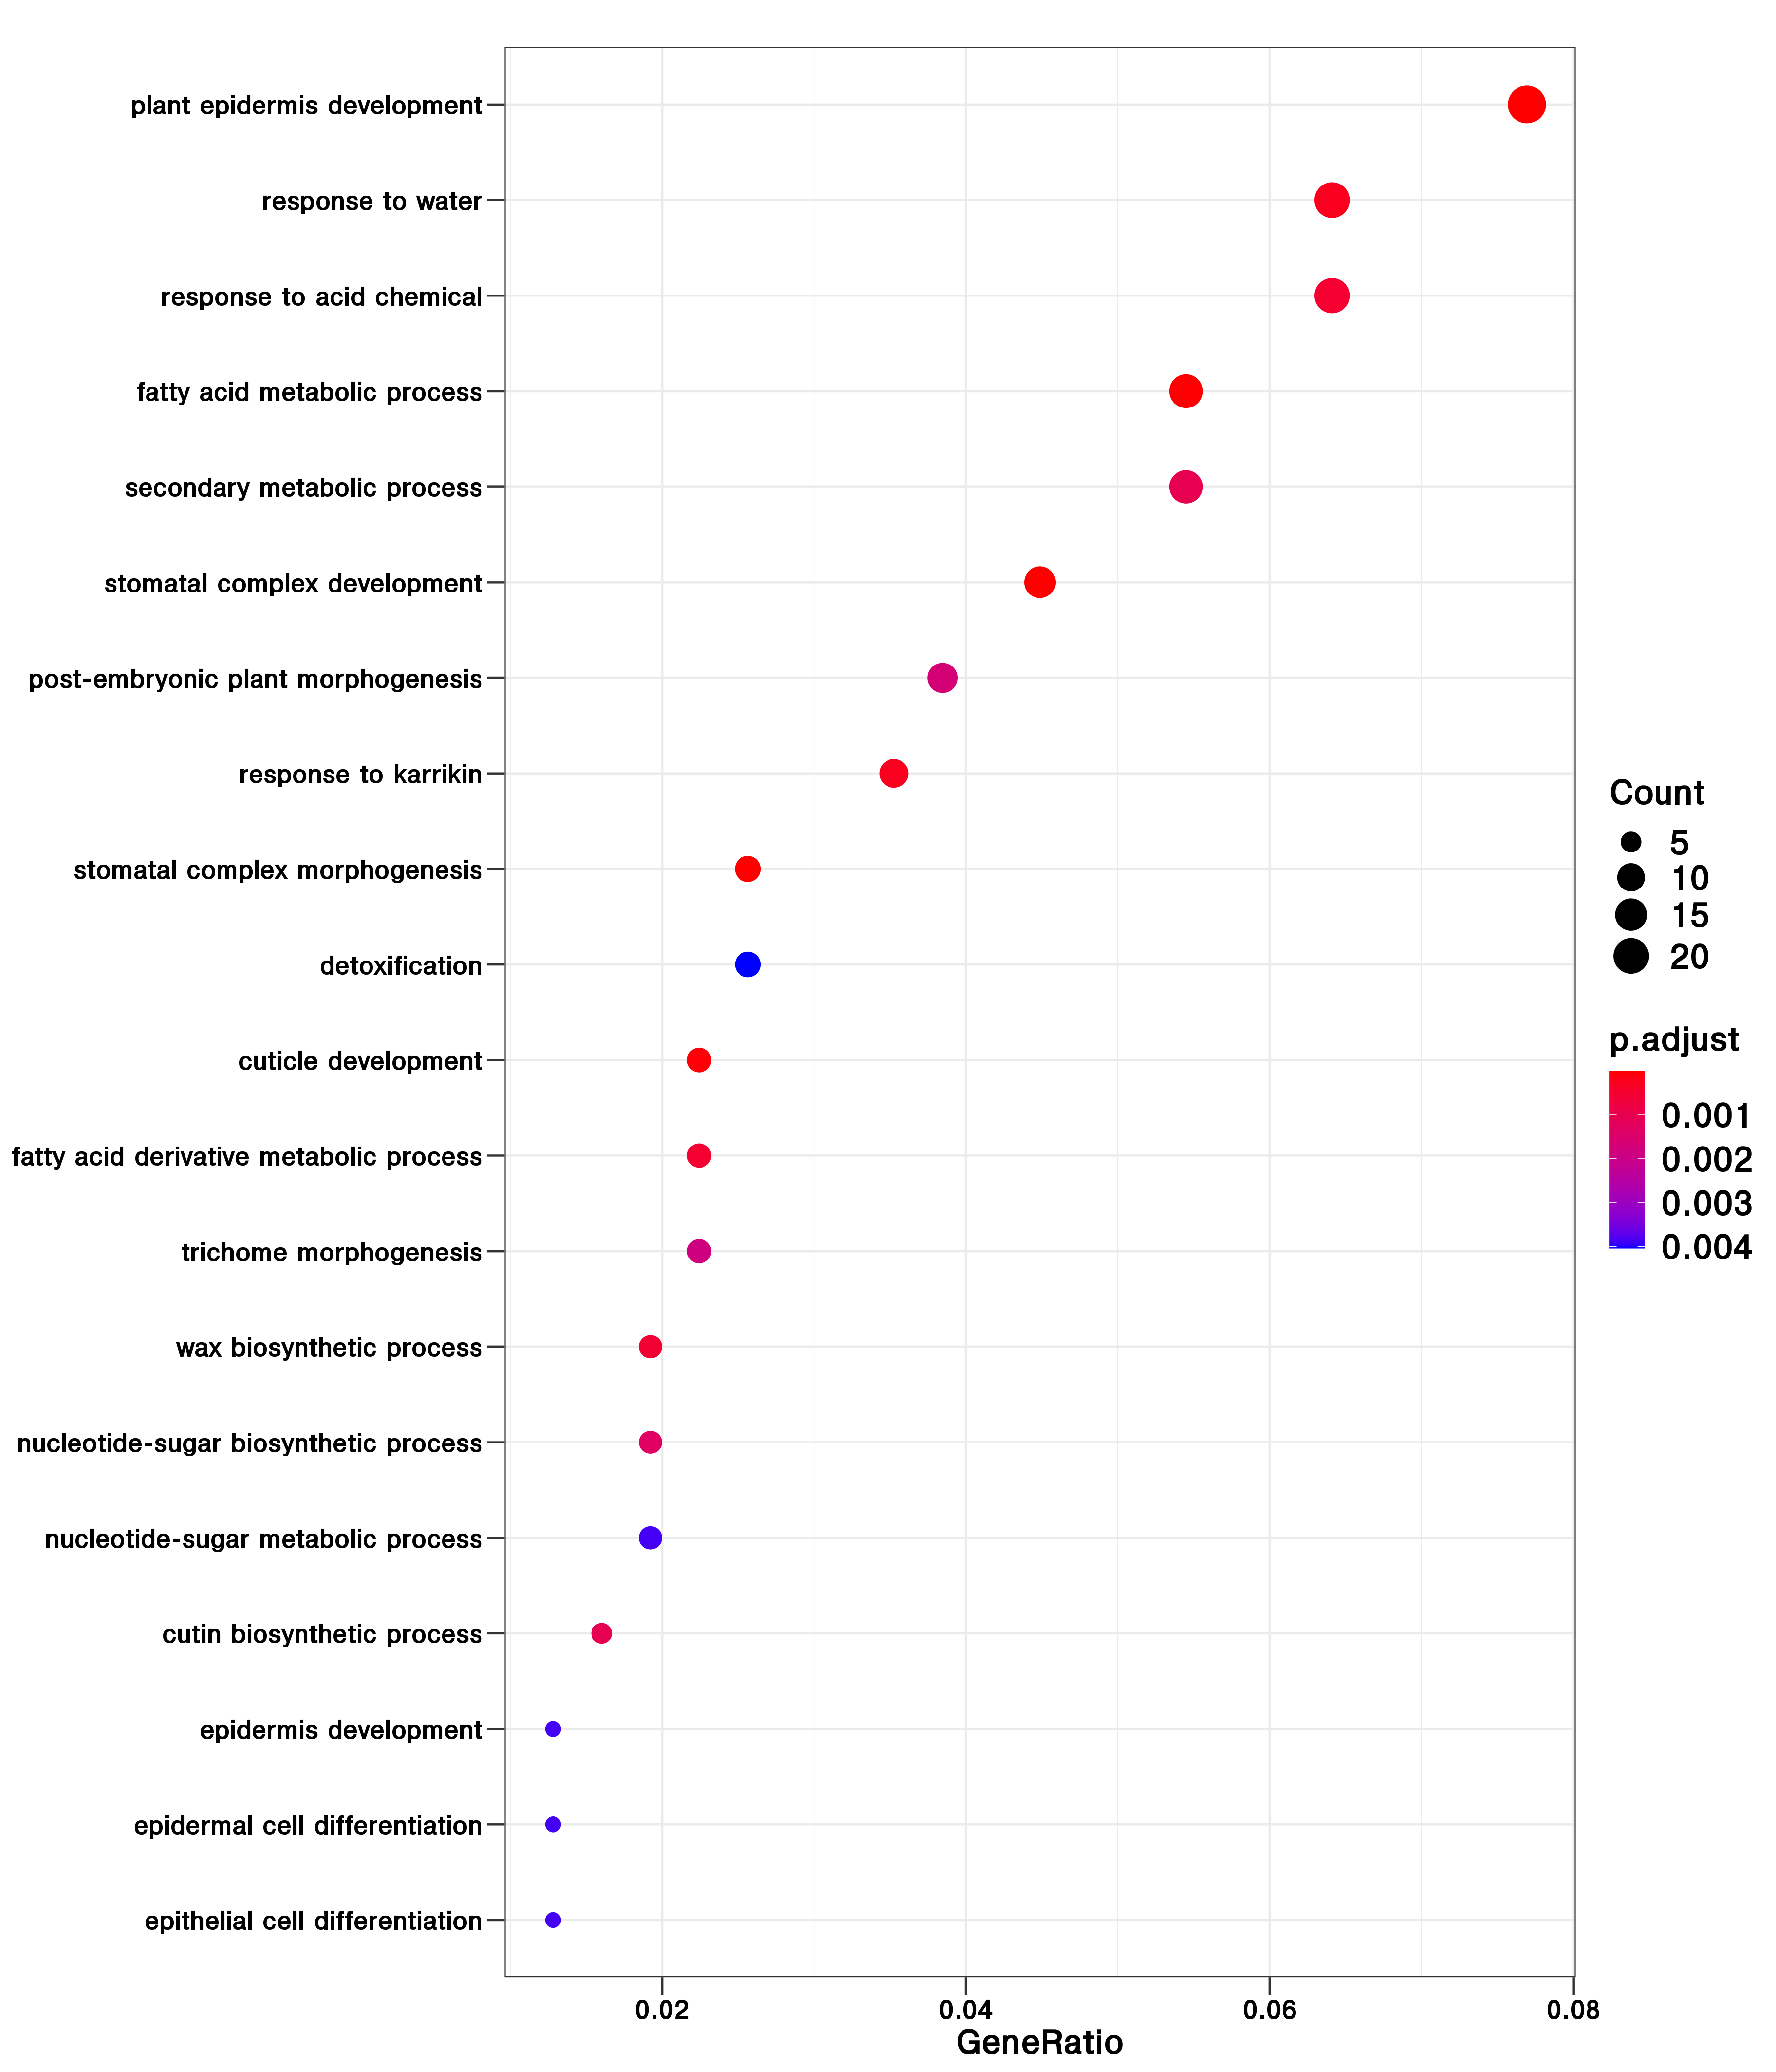 plant epidermis development
response to water
response to acid chemical
fatty acid metabolic process
secondary metabolic process
stomatal complex development
post-embryonic plant morphogenesis
response to karrikin
stomatal complex morphogenesis
detoxification
cuticle development
fatty acid derivative metabolic process
trichome morphogenesis
wax biosynthetic process
nucleotide-sugar biosynthetic process
nucleotide-sugar metabolic process
cutin biosynthetic process
epidermis development
epidermal cell differentiation
epithelial cell differentiation
0.02 0.04 0.06 0.08
GeneRatio
Count
5
10
15
20
p.adjust
0.001
0.002
0.003
0.004